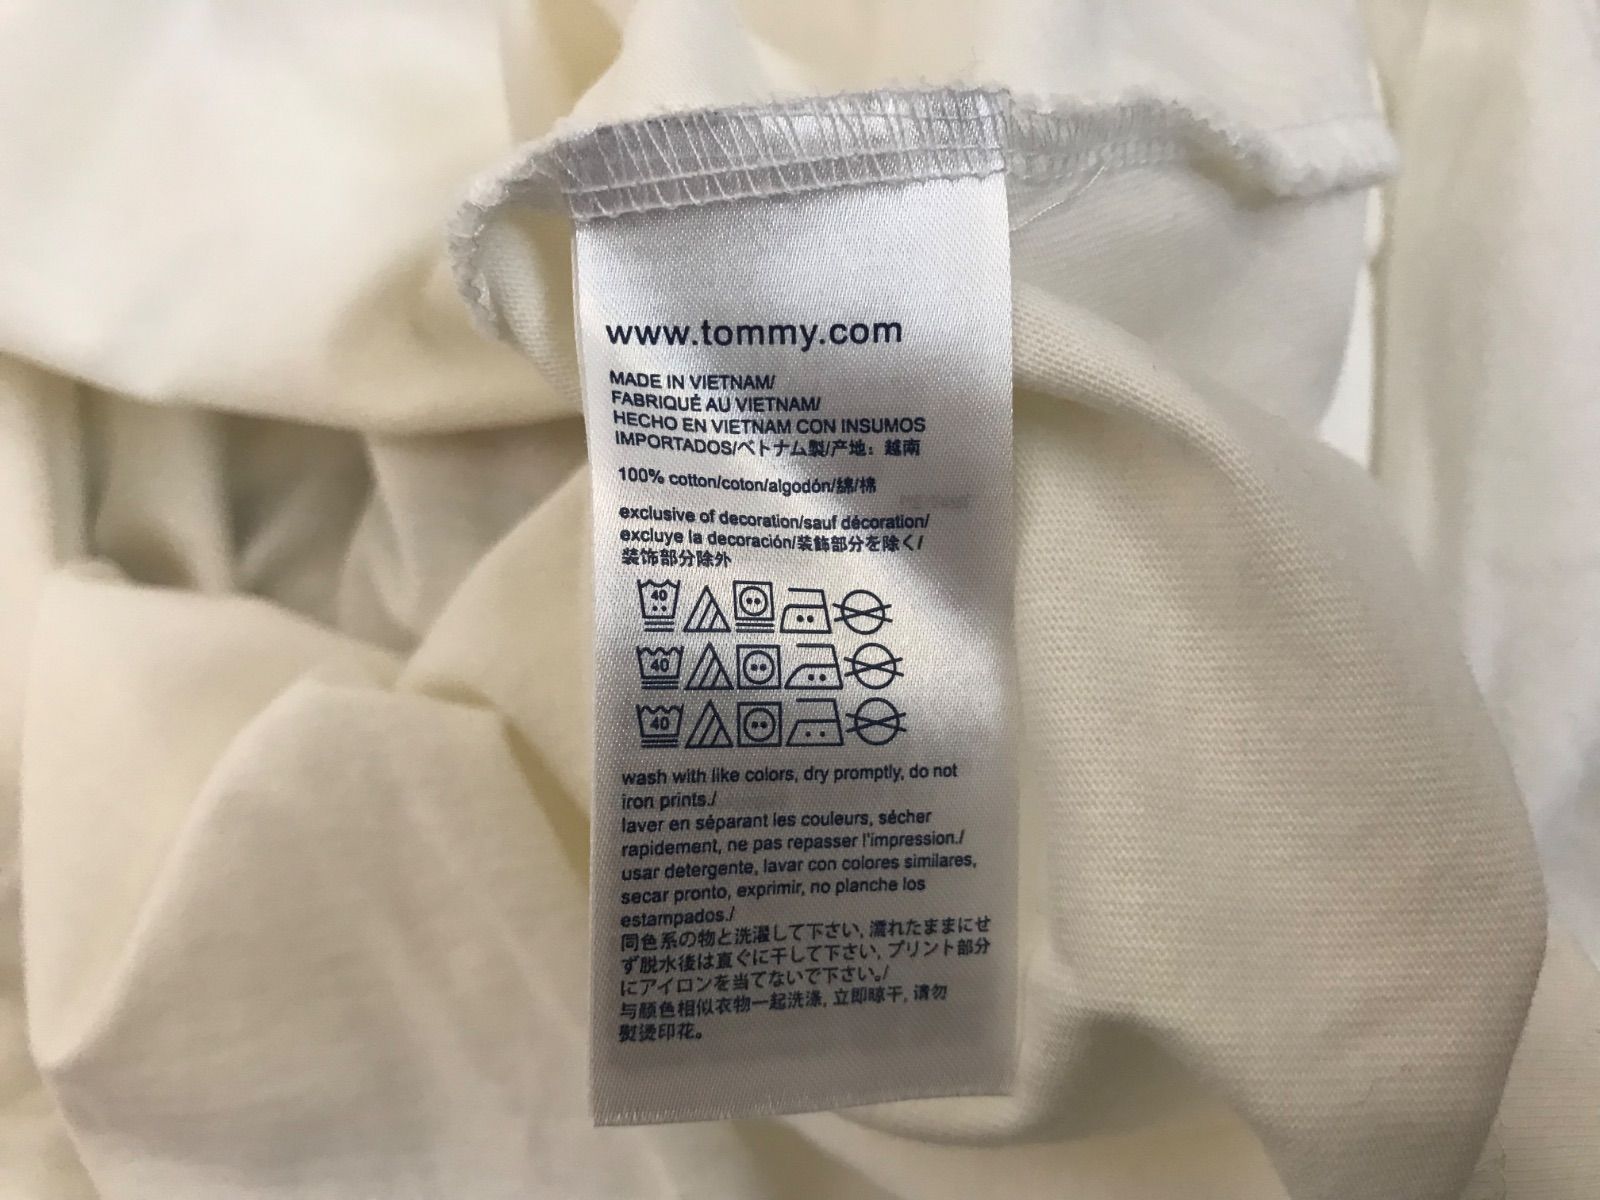 www.tommy.com
MADE IN VIETNAM/
FABRIQUÉ AU VIETNAM/
HECHO EN VIETNAM CON INSUMOS
IMPORTADOS/ベトナム製/产地：越南
100% cotton/coton/algodón/綿/棉
exclusive of decoration/sauf décoration/
excluye la decoración/装飾部分を除く/
装饰部分除外
40
40
40
wash with like colors, dry promptly, do not
iron prints./
laver en séparant les couleurs, sécher
rapidement, ne pas repasser l'impression./
usar detergente, lavar con colores similares,
secar pronto, exprimir, no planche los
estampados./
同色系の物と洗濯して下さい, 濡れたままにせ
ず脱水後は直ぐに干して下さい, プリント部分
にアイロンを当てないで下さい。/
与颜色相似衣物一起洗涤, 立即晾干, 请勿
熨烫印花。